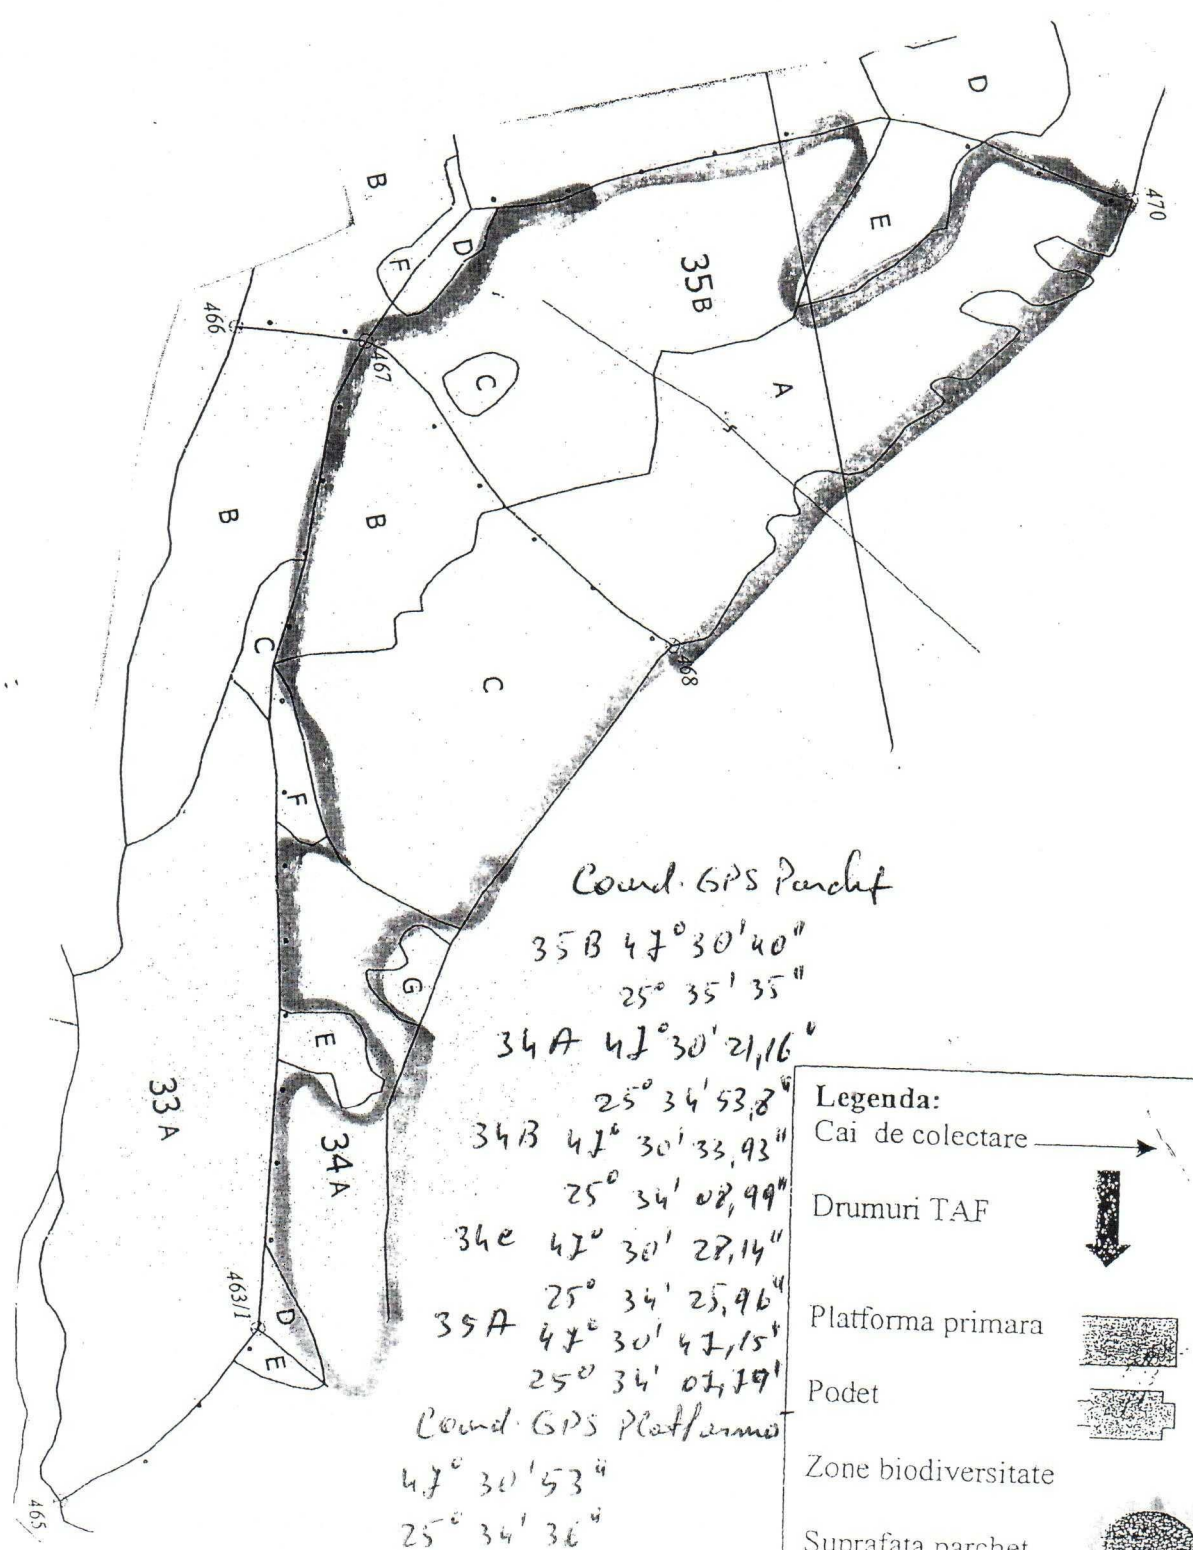 D
470
B
E
D
F
35B
466
467
C
A
B
B
C
468
C
F
Coord. GPS Parchet
35B 47° 30' 40"
25° 35' 35"
G
34A 47° 30' 21,16"
E
25° 34' 53,8"
33A
34A
34B 47° 30' 33,93"
25° 34' 08,99"
34C 47° 30' 28,14"
25° 34' 25,96"
463/1
D
35A 47° 30' 47,15"
E
25° 34' 07,79"
Coord. GPS Platforma
47° 30' 53"
25° 34' 36"
465
Legenda:
Cai de colectare
Drumuri TAF
Platforma primara
Podet
Zone biodiversitate
Suprafata parchet